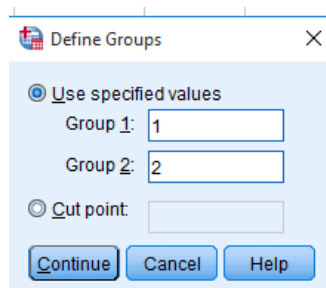 Define Groups
Use specified values
Group 1: 1
Group 2: 2
Cut point:
Continue Cancel Help